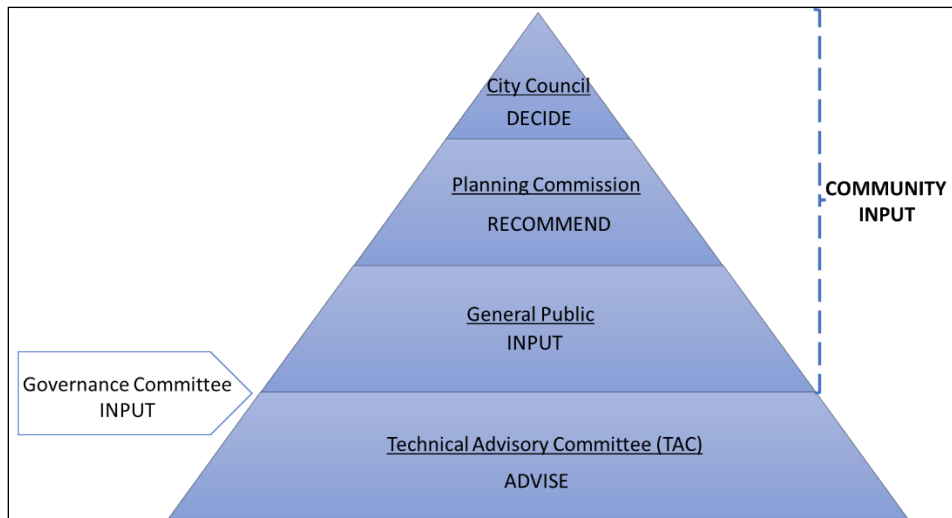 City Council
DECIDE
Planning Commission
RECOMMEND
COMMUNITY
INPUT
General Public
INPUT
Governance Committee
INPUT
Technical Advisory Committee (TAC)
ADVISE